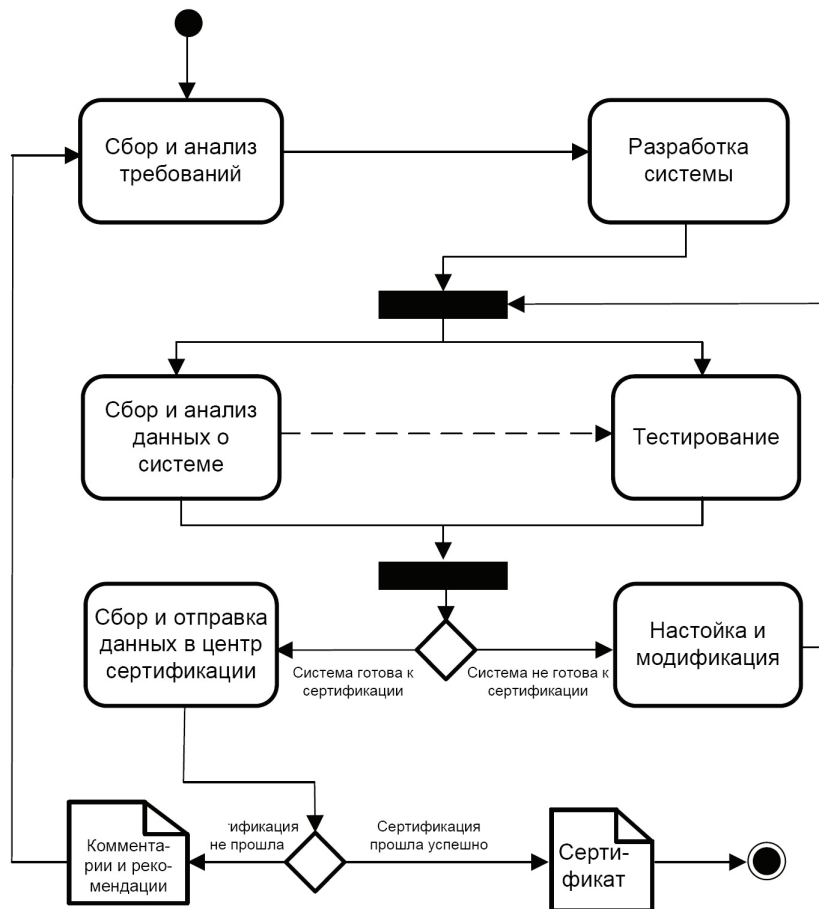 Сбор и анализ
требований
Разработка
системы
Сбор и анализ
данных о
системе
Тестирование
Сбор и отправка
данных в центр
сертификации
Настойка и
модификация
Система готова к
сертификации
Система не готова к
сертификации
Коммента-
рии и реко-
мендации
ификация
не прошла
Сертификация
прошла успешно
Серти-
фикат